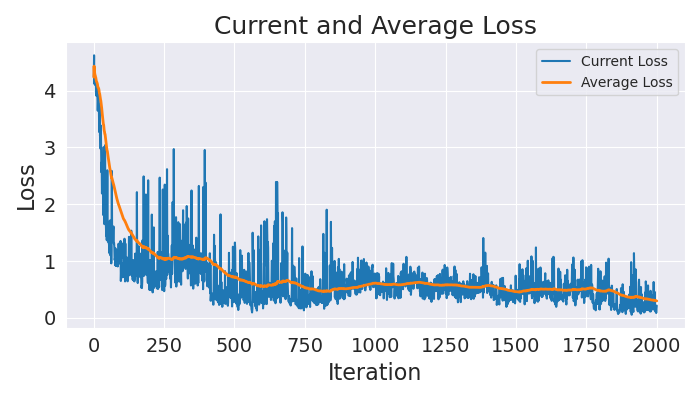 Current and Average Loss
Current Loss
Average Loss
4
3
2
1
0
Loss
0 250 500 750 1000 1250 1500 1750 2000
Iteration